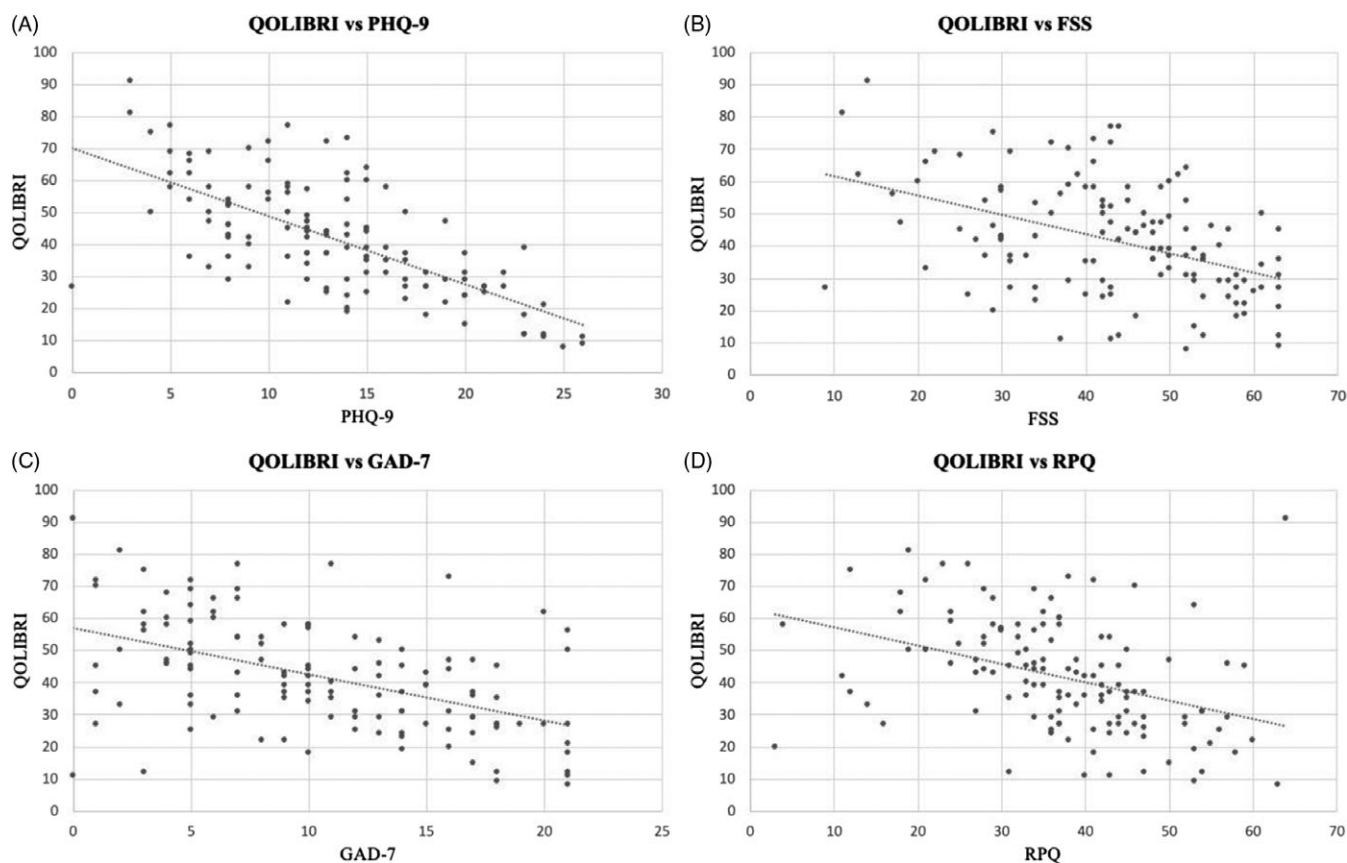 (A)
QOLIBRI vs PHQ-9
100
90
80
70
60
50
40
30
20
10
0
QOLIBRI
0 5 10 15 20 25 30
PHQ-9
(B)
QOLIBRI vs FSS
100
90
80
70
60
50
40
30
20
10
0
QOLIBRI
0 10 20 30 40 50 60 70
FSS
(C)
QOLIBRI vs GAD-7
100
90
80
70
60
50
40
30
20
10
0
QOLIBRI
0 5 10 15 20 25
GAD-7
(D)
QOLIBRI vs RPQ
100
90
80
70
60
50
40
30
20
10
0
QOLIBRI
0 10 20 30 40 50 60 70
RPQ